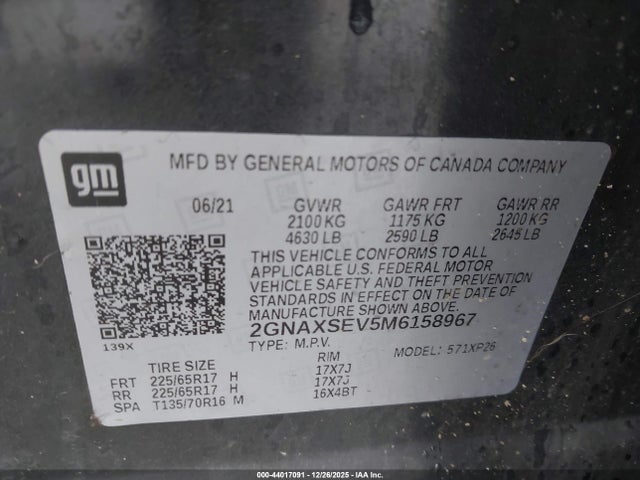 gm
MFD BY GENERAL MOTORS OF CANADA COMPANY
06/21 GVWR GAWR FRT GAWR RR
2100 KG 1175 KG 1200 KG
4630 LB 2590 LB 2645 LB
THIS VEHICLE CONFORMS TO ALL
APPLICABLE U.S. FEDERAL MOTOR
VEHICLE SAFETY AND THEFT PREVENTION
STANDARDS IN EFFECT ON THE DATE OF
MANUFACTURE SHOWN ABOVE.
2GNAXSEV5M6158967
139X TYPE: M.P.V. MODEL: 571XP26
TIRE SIZE RIM
FRT 225/65R17 H 17X7J
RR 225/65R17 H 17X7J
SPA T135/70R16 M 16X4BT
000-44017091 - 12/26/2025 - IAA Inc.